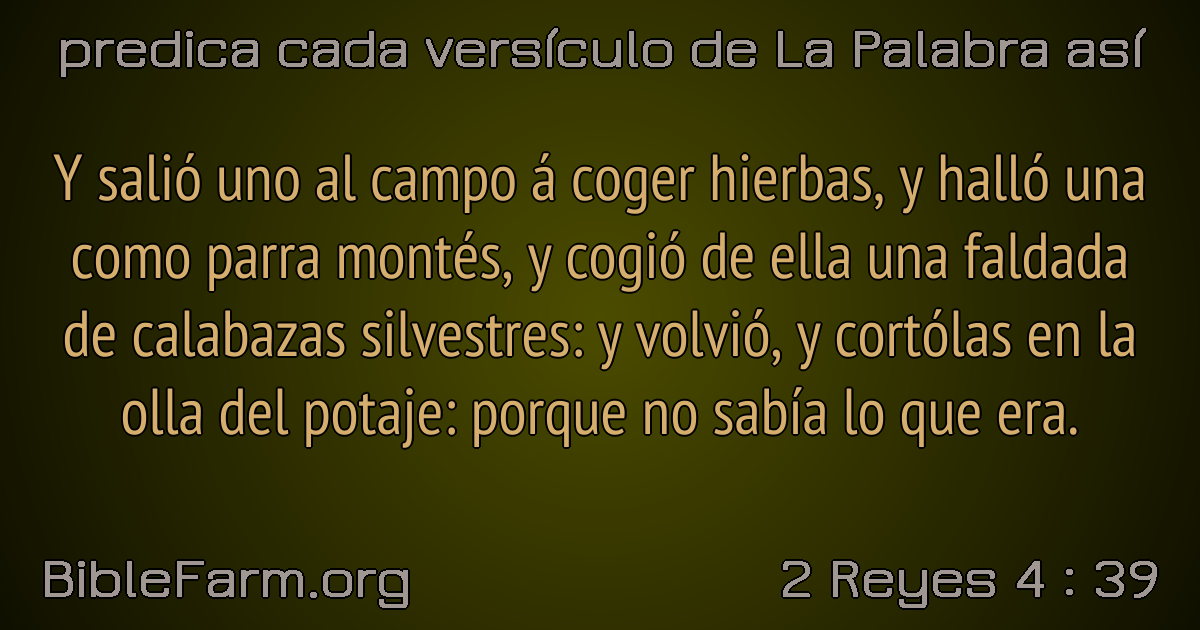 predica cada versículo de La Palabra así
Y salió uno al campo á coger hierbas, y halló una
como parra montés, y cogió de ella una faldada
de calabazas silvestres: y volvió, y cortólas en la
olla del potaje: porque no sabía lo que era.
BibleFarm.org
2 Reyes 4 : 39